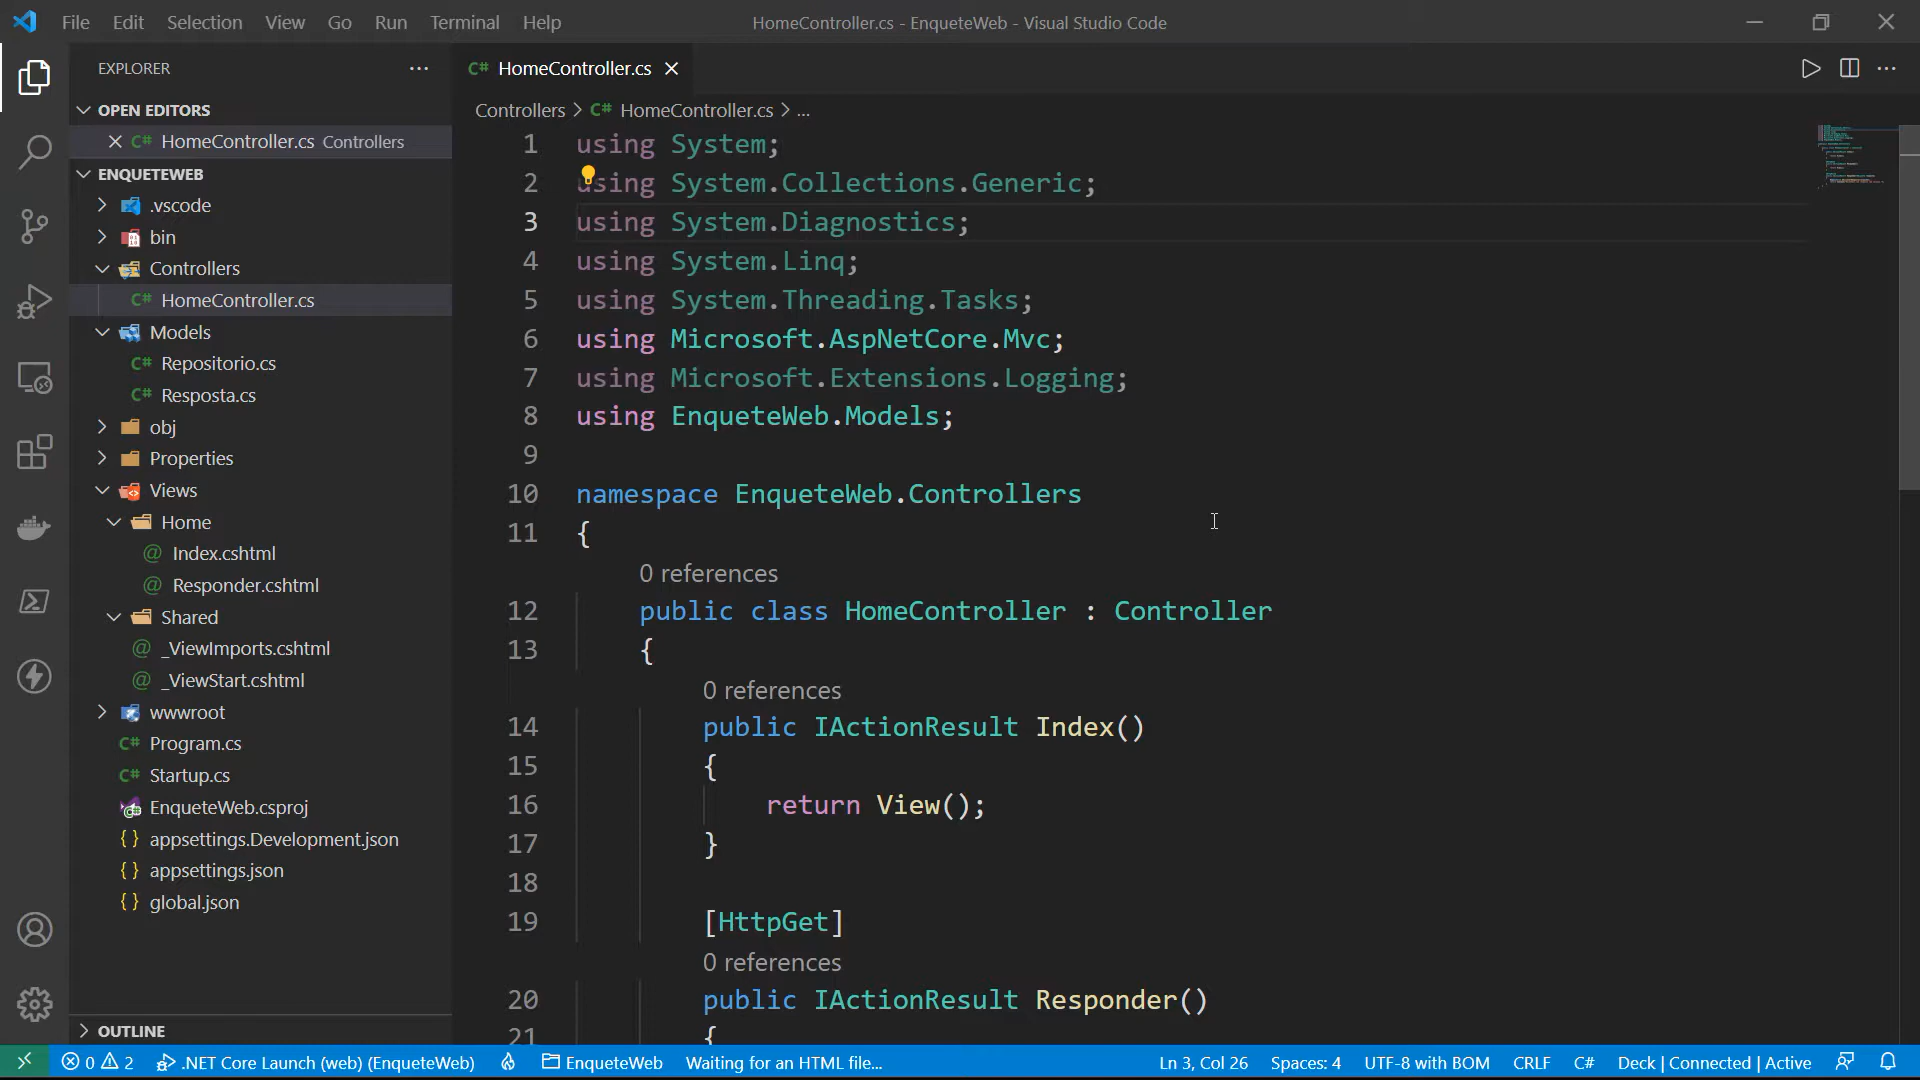 File Edit Selection View Go Run Terminal Help
HomeController.cs - EnqueteWeb - Visual Studio Code
EXPLORER
OPEN EDITORS
HomeController.cs Controllers
ENQUETEWEB
.vscode
bin
Controllers
HomeController.cs
Models
Repositorio.cs
Resposta.cs
obj
Properties
Views
Home
Index.cshtml
Responder.cshtml
Shared
_ViewImports.cshtml
_ViewStart.cshtml
wwwroot
Program.cs
Startup.cs
EnqueteWeb.csproj
appsettings.Development.json
appsettings.json
global.json
OUTLINE
HomeController.cs
Controllers > HomeController.cs > ...
1 using System;
2 using System.Collections.Generic;
3 using System.Diagnostics;
4 using System.Linq;
5 using System.Threading.Tasks;
6 using Microsoft.AspNetCore.Mvc;
7 using Microsoft.Extensions.Logging;
8 using EnqueteWeb.Models;
9
10 namespace EnqueteWeb.Controllers
11 {
0 references
12 public class HomeController : Controller
13 {
0 references
14 public IActionResult Index()
15 {
16 return View();
17 }
18
19 [HttpGet]
0 references
20 public IActionResult Responder()
21 {
0 2 .NET Core Launch (web) (EnqueteWeb) EnqueteWeb Waiting for an HTML file... Ln 3, Col 26 Spaces: 4 UTF-8 with BOM CRLF C# Deck | Connected | Active